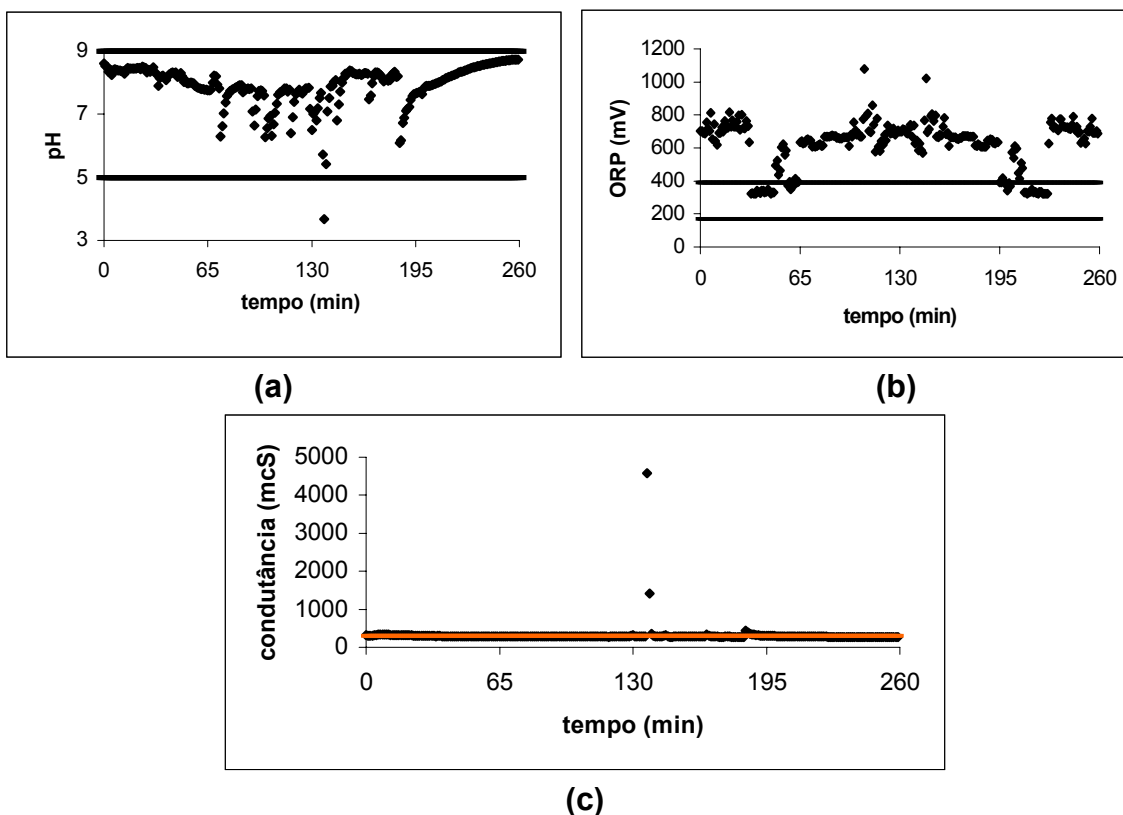 9
7
5
3
pH
0 65 130 195 260
tempo (min)
(a)
1200
1000
800
600
400
200
0
ORP (mV)
0 65 130 195 260
tempo (min)
(b)
5000
4000
3000
2000
1000
0
condutância (mcS)
0 65 130 195 260
tempo (min)
(c)